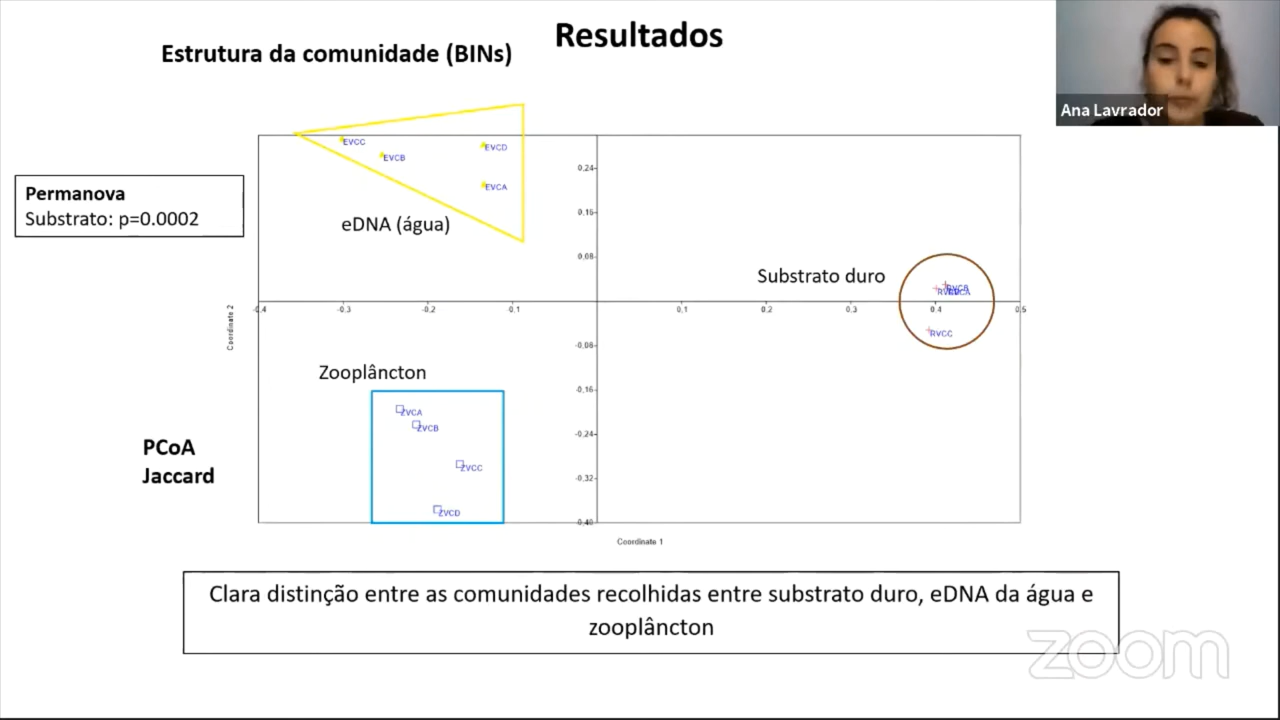 Resultados
Estrutura da comunidade (BINs)
Ana Lavrador
Permanova
Substrato: p=0.0002
EVCC
EVCB
EVCD
EVCA
eDNA (água)
0,24
0,16
0,08
Substrato duro
RVCC
-0,4
-0,3
-0,2
-0,1
0,1
0,2
0,3
0,4
0,5
Coordinate 2
-0,08
-0,16
-0,24
-0,32
-0,40
Zooplâncton
ZVCA
ZVCB
ZVCC
ZVCD
PCoA
Jaccard
Coordinate 1
Clara distinção entre as comunidades recolhidas entre substrato duro, eDNA da água e
zooplâncton
zoom